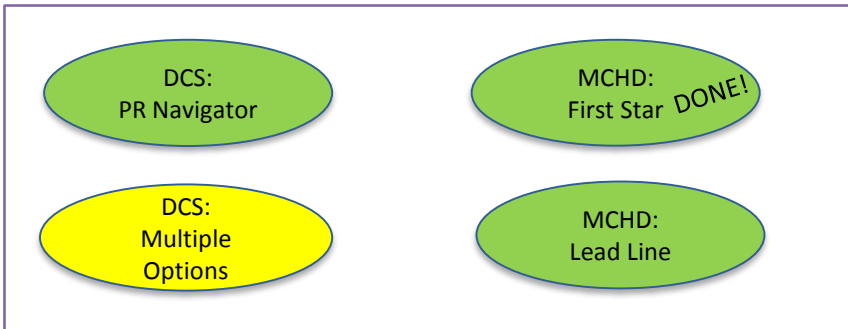 DCS:
PR Navigator
MCHD:
First Star
DONE!
DCS:
Multiple
Options
MCHD:
Lead Line